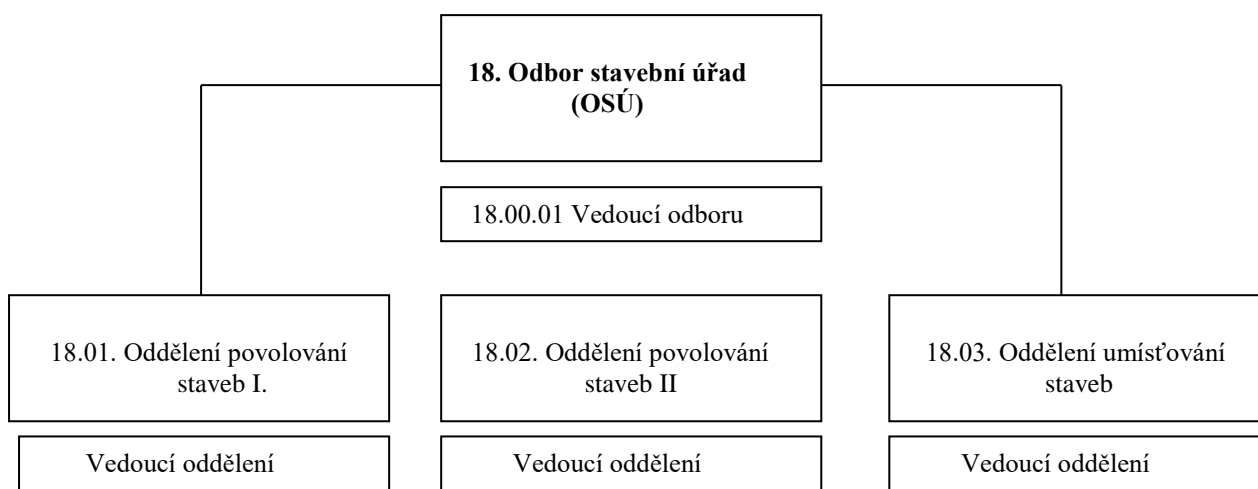 18. Odbor stavební úřad
(OSÚ)
18.00.01 Vedoucí odboru
18.01. Oddělení povolování
staveb I.
18.02. Oddělení povolování
staveb II
18.03. Oddělení umísťování
staveb
Vedoucí oddělení
Vedoucí oddělení
Vedoucí oddělení